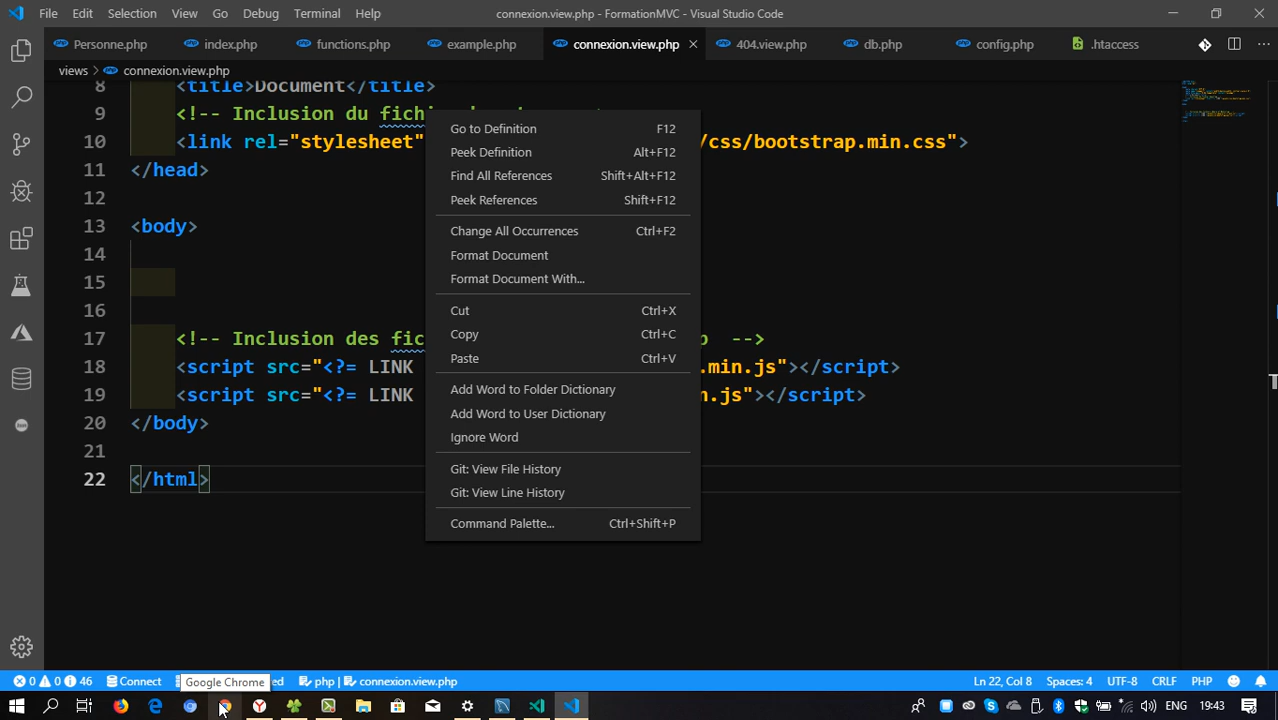 File Edit Selection View Go Debug Terminal Help connexion.view.php - FormationMVC - Visual Studio Code
Personne.php index.php functions.php example.php connexion.view.php 404.view.php db.php config.php .htaccess
views > connexion.view.php
8 <title>Document</title>
9 <!-- Inclusion du
10 <link rel="stylesheet" /css/bootstrap.min.css">
11 </head>
12
13 <body>
14
15
16
17 <!-- Inclusion des -->
18 <script src="<?= LINK .min.js"></script>
19 <script src="<?= LINK n.js"></script>
20 </body>
21
22 </html>
Go to Definition F12
Peek Definition Alt+F12
Find All References Shift+Alt+F12
Peek References Shift+F12
Change All Occurrences Ctrl+F2
Format Document
Format Document With...
Cut Ctrl+X
Copy Ctrl+C
Paste Ctrl+V
Add Word to Folder Dictionary
Add Word to User Dictionary
Ignore Word
Git: View File History
Git: View Line History
Command Palette... Ctrl+Shift+P
0 0 46 Connect php | connexion.view.php Ln 22, Col 8 Spaces: 4 UTF-8 CRLF PHP
Google Chrome
ENG 19:43